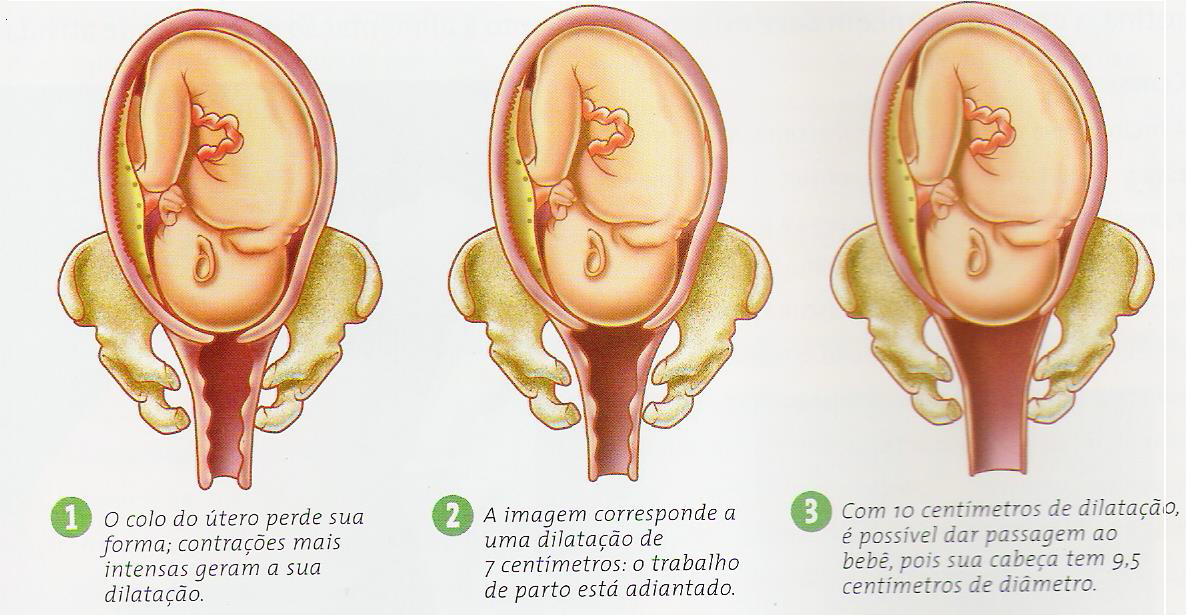 1
O colo do útero perde sua
forma; contrações mais
intensas geram a sua
dilatação.
2
A imagem corresponde a
uma dilatação de
7 centímetros: o trabalho
de parto está adiantado.
3
Com 10 centímetros de dilatação,
é possível dar passagem ao
bebê, pois sua cabeça tem 9,5
centímetros de diâmetro.